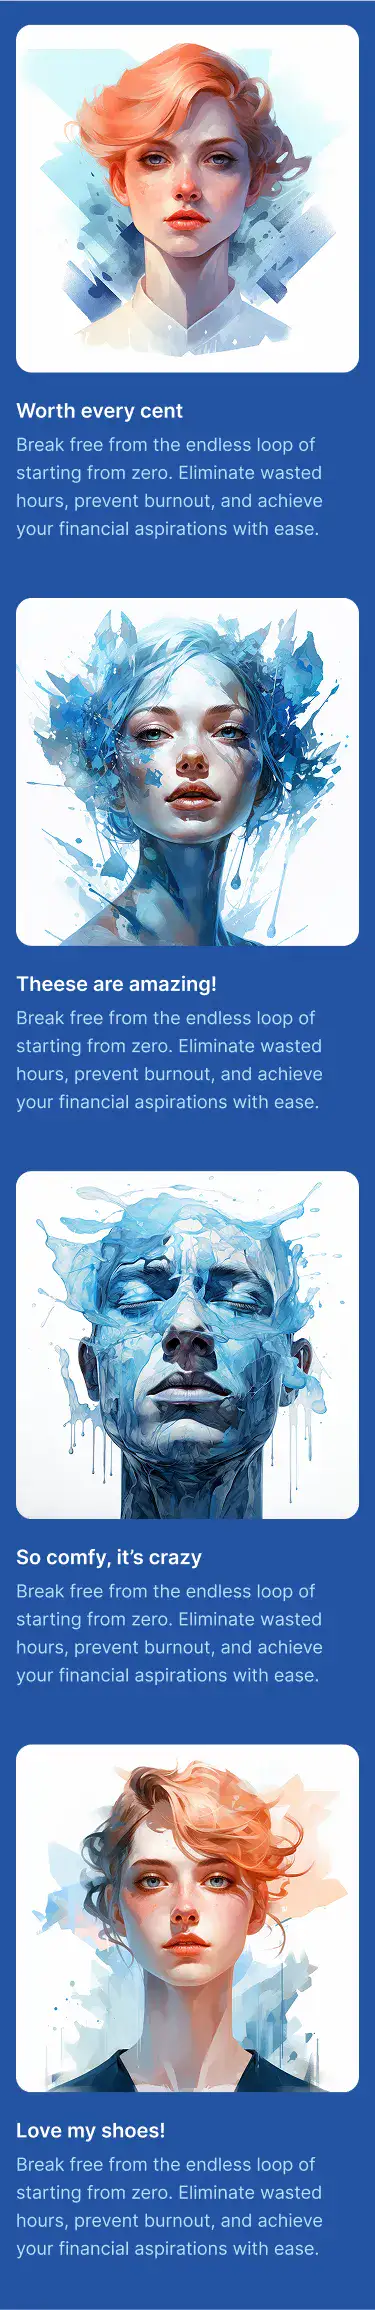 Worth every cent
Break free from the endless loop of
starting from zero. Eliminate wasted
hours, prevent burnout, and achieve
your financial aspirations with ease.
Theese are amazing!
Break free from the endless loop of
starting from zero. Eliminate wasted
hours, prevent burnout, and achieve
your financial aspirations with ease.
So comfy, it’s crazy
Break free from the endless loop of
starting from zero. Eliminate wasted
hours, prevent burnout, and achieve
your financial aspirations with ease.
Love my shoes!
Break free from the endless loop of
starting from zero. Eliminate wasted
hours, prevent burnout, and achieve
your financial aspirations with ease.